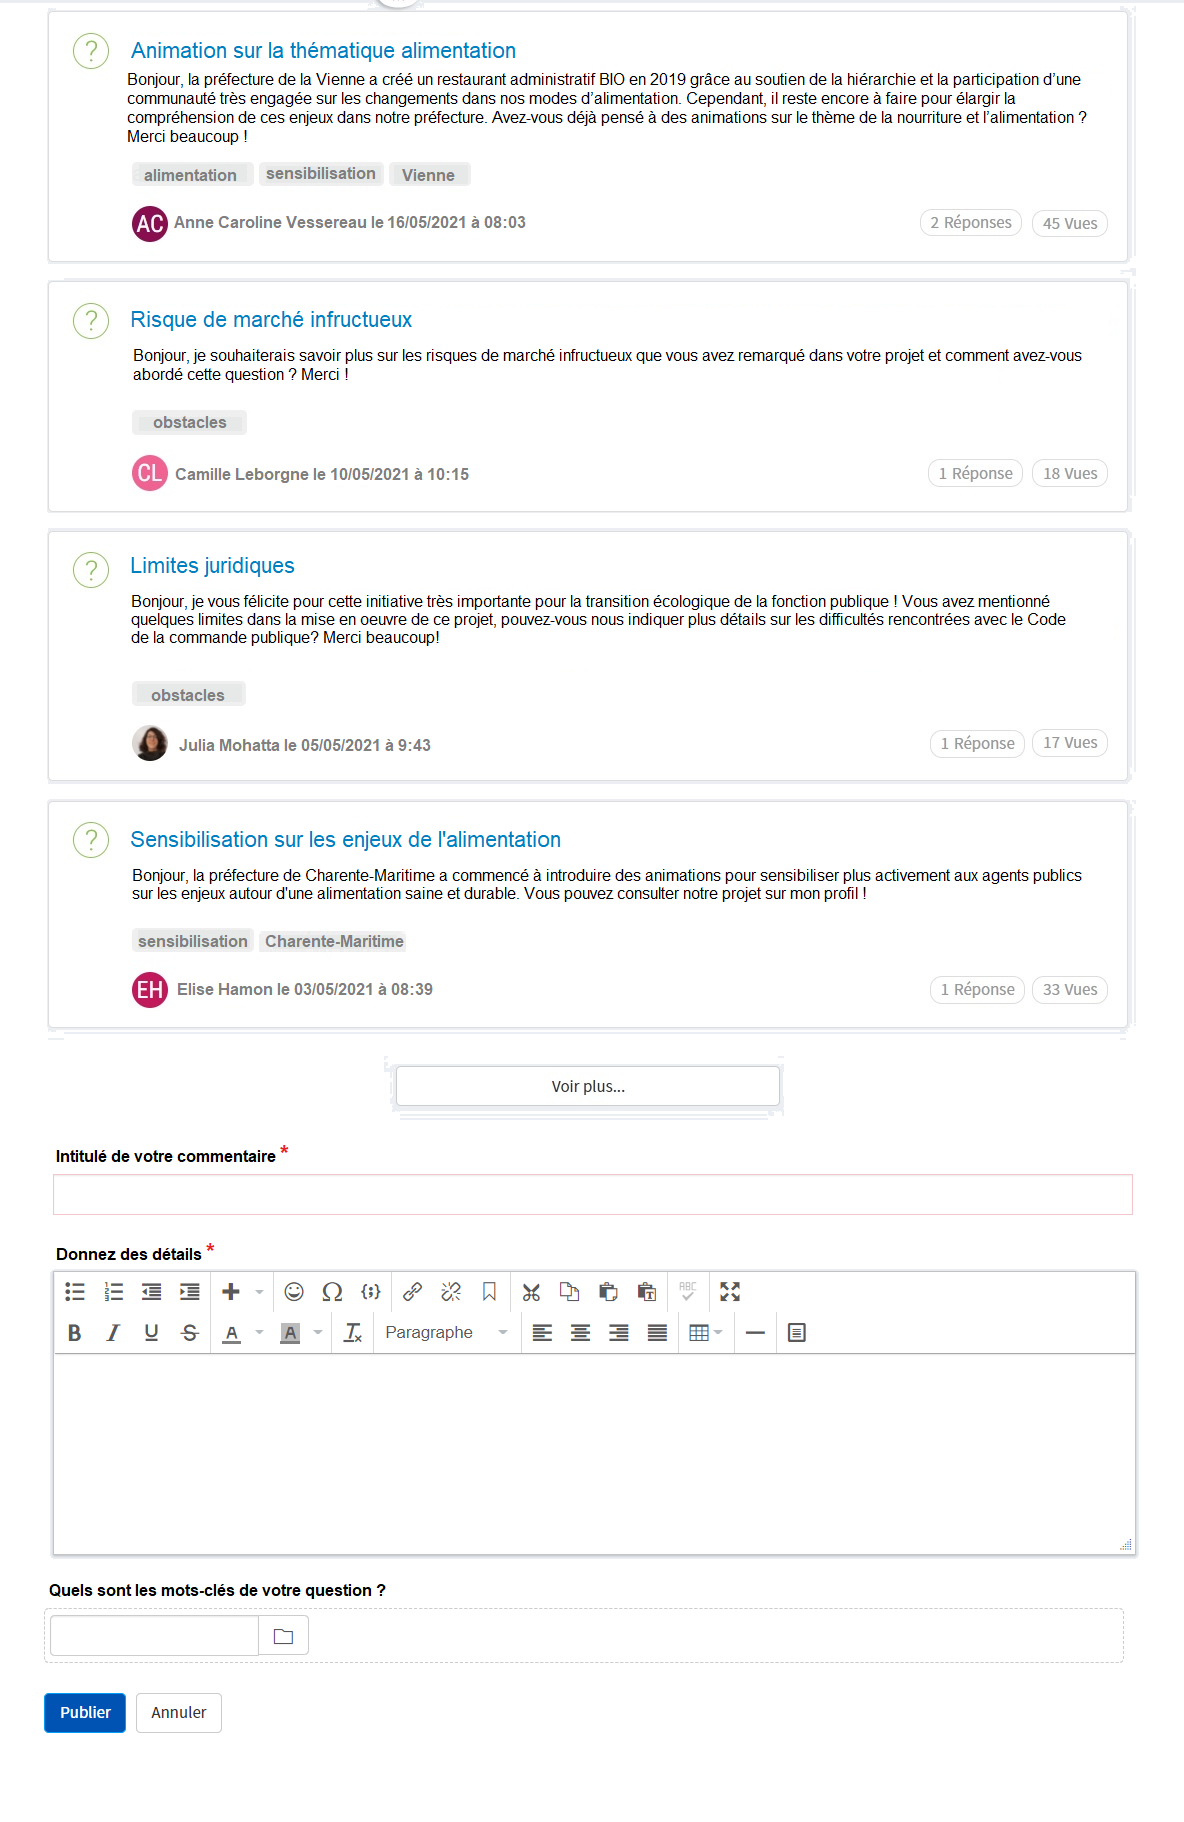 Animation sur la thématique alimentation
Bonjour, la préfecture de la Vienne a créé un restaurant administratif BIO en 2019 grâce au soutien de la hiérarchie et la participation d’une
communauté très engagée sur les changements dans nos modes d’alimentation. Cependant, il reste encore à faire pour élargir la
compréhension de ces enjeux dans notre préfecture. Avez-vous déjà pensé à des animations sur le thème de la nourriture et l’alimentation ?
Merci beaucoup !
alimentation sensibilisation Vienne
AC Anne Caroline Vessereau le 16/05/2021 à 08:03 2 Réponses 45 Vues
Risque de marché infructueux
Bonjour, je souhaiterais savoir plus sur les risques de marché infructueux que vous avez remarqué dans votre projet et comment avez-vous
abordé cette question ? Merci !
obstacles
CL Camille Leborgne le 10/05/2021 à 10:15 1 Réponse 18 Vues
Limites juridiques
Bonjour, je vous félicite pour cette initiative très importante pour la transition écologique de la fonction publique ! Vous avez mentionné
quelques limites dans la mise en oeuvre de ce projet, pouvez-vous nous indiquer plus détails sur les difficultés rencontrées avec le Code
de la commande publique? Merci beaucoup!
obstacles
Julia Mohatta le 05/05/2021 à 9:43 1 Réponse 17 Vues
Sensibilisation sur les enjeux de l'alimentation
Bonjour, la préfecture de Charente-Maritime a commencé à introduire des animations pour sensibiliser plus activement aux agents publics
sur les enjeux autour d'une alimentation saine et durable. Vous pouvez consulter notre projet sur mon profil !
sensibilisation Charente-Maritime
EH Elise Hamon le 03/05/2021 à 08:39 1 Réponse 33 Vues
Voir plus...
Intitulé de votre commentaire *
Donnez des détails *
ABC
Paragraphe
Quels sont les mots-clés de votre question ?
Publier Annuler